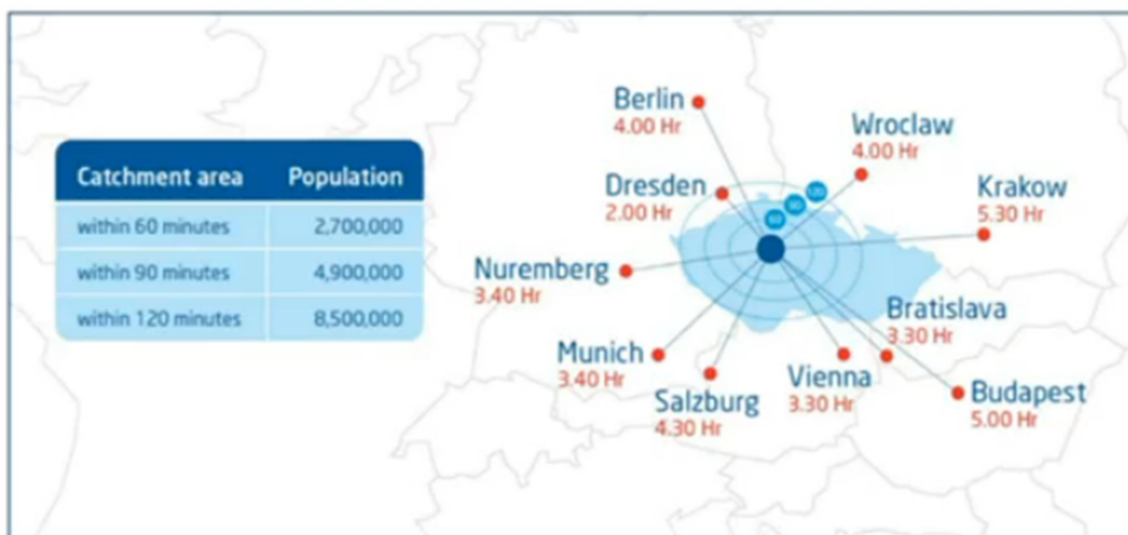 Catchment area Population
within 60 minutes 2,700,000
within 90 minutes 4,900,000
within 120 minutes 8,500,000
Berlin
4.00 Hr
Wroclaw
4.00 Hr
Dresden
2.00 Hr
120
90
60
Krakow
5.30 Hr
Nuremberg
3.40 Hr
Bratislava
3.30 Hr
Munich
3.40 Hr
Salzburg
4.30 Hr
Vienna
3.30 Hr
Budapest
5.00 Hr